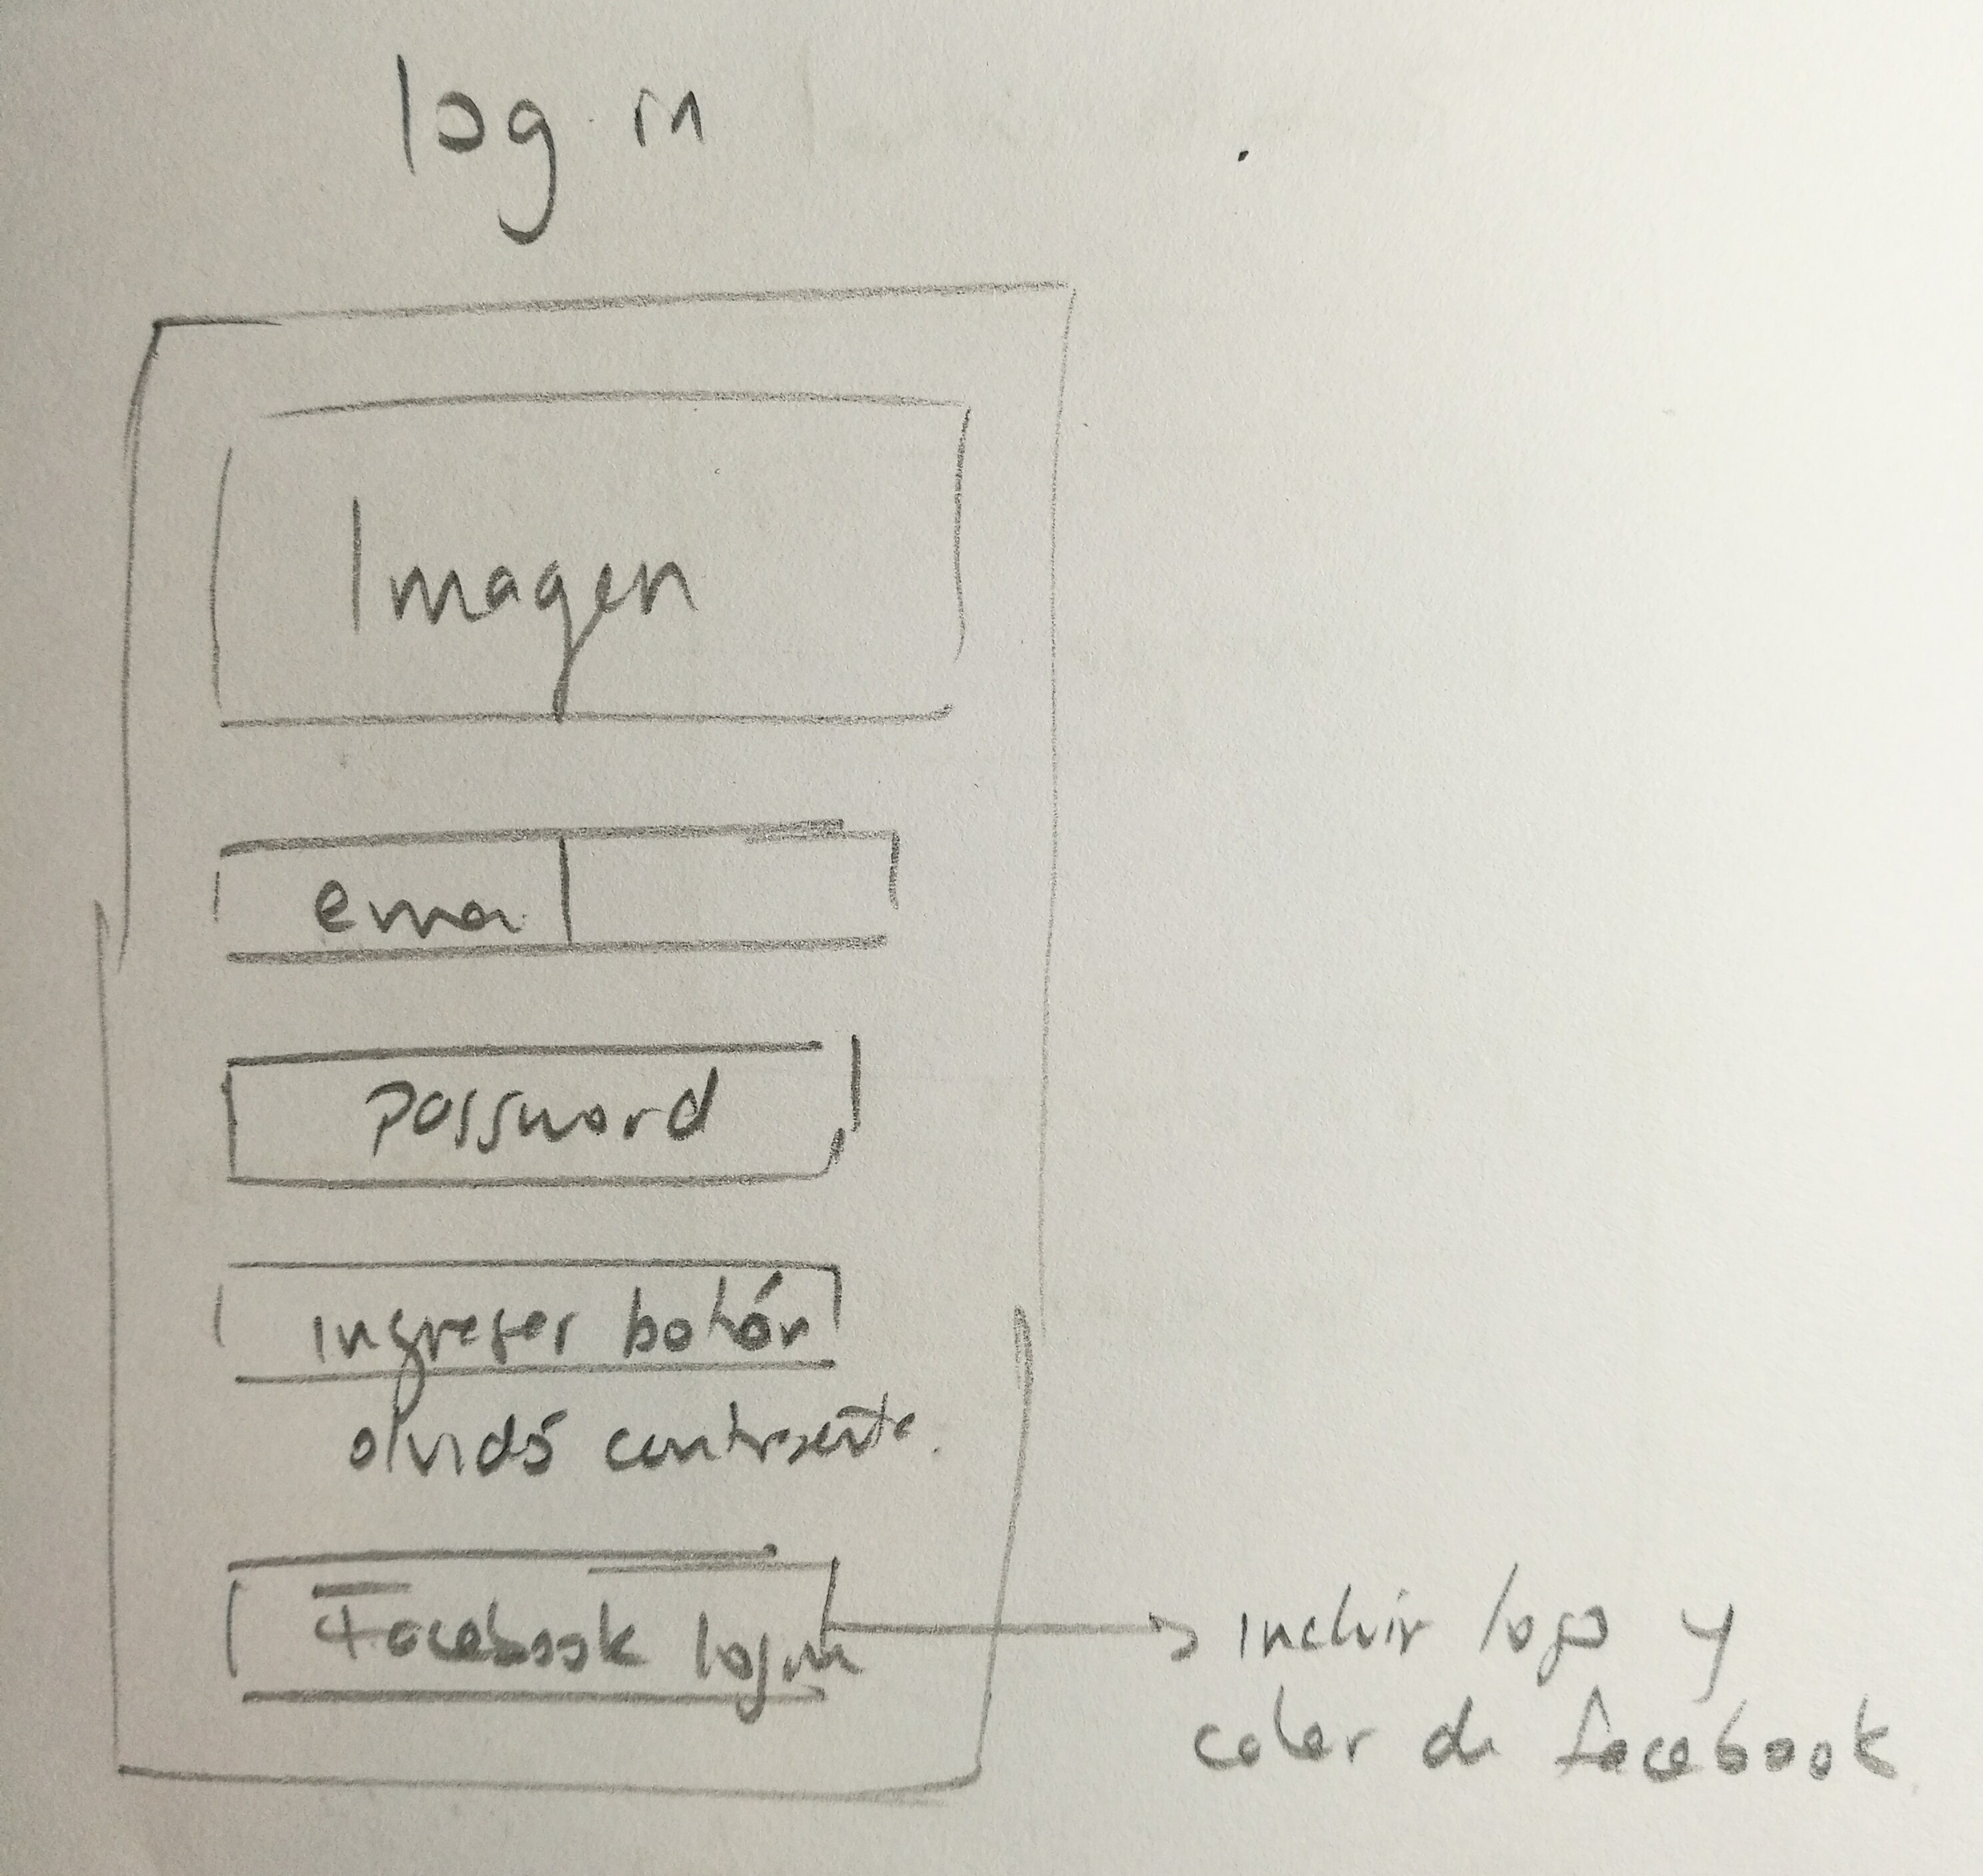 log in
Imagen
email
password
ingresar botón
olvidó contraseña.
Facebook login
incluir logo y
color de facebook